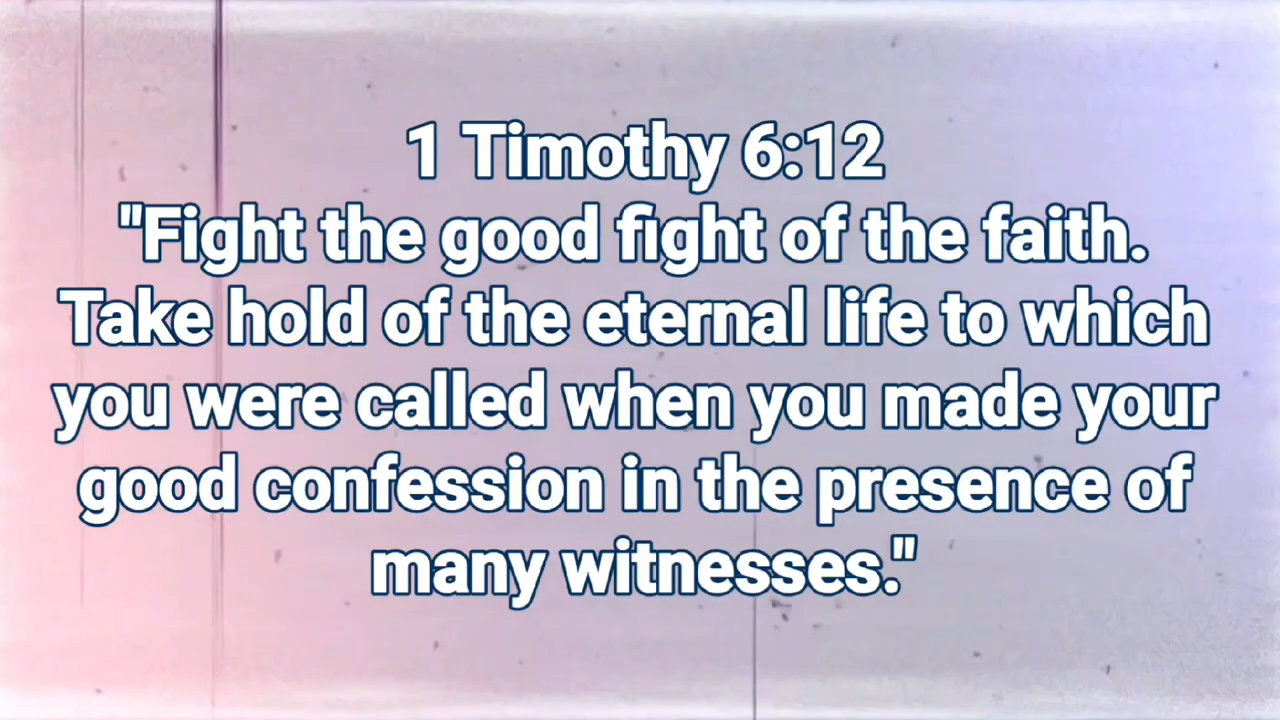 1 Timothy 6:12
"Fight the good fight of the faith.
Take hold of the eternal life to which
you were called when you made your
good confession in the presence of
many witnesses."